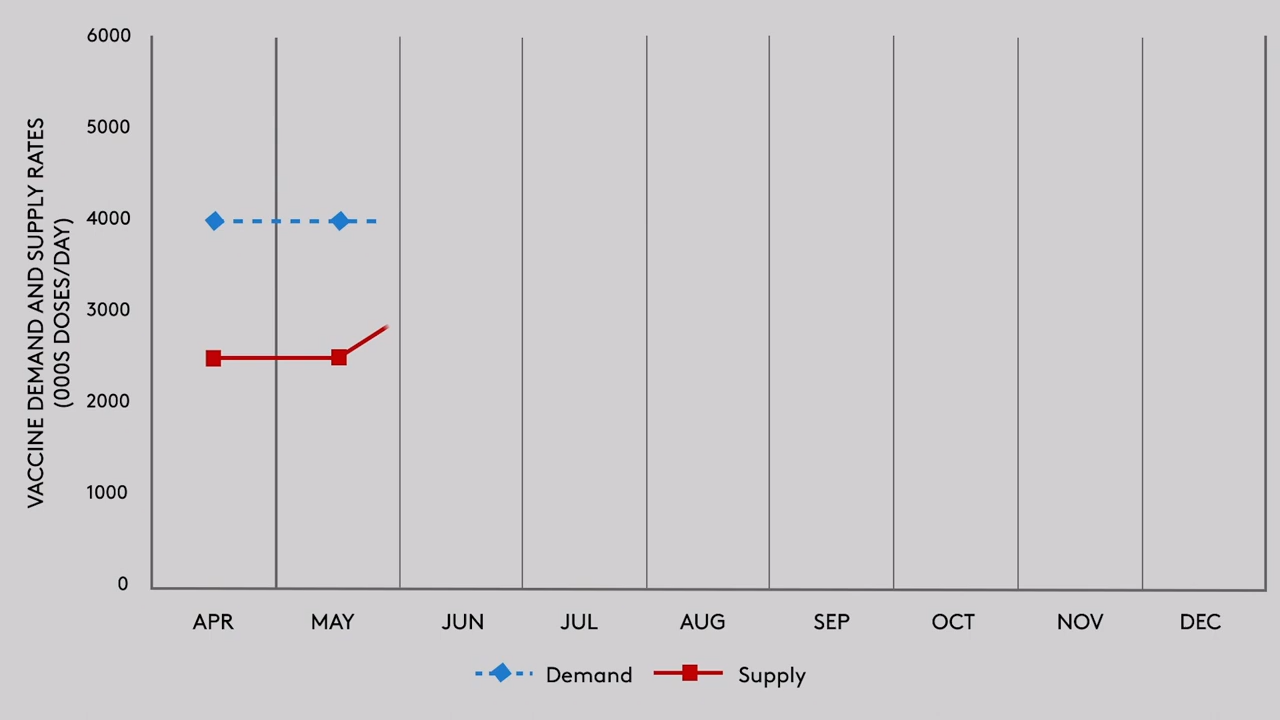 VACCINE DEMAND AND SUPPLY RATES
(000S DOSES/DAY)
6000
5000
4000
3000
2000
1000
0
APR MAY JUN JUL AUG SEP OCT NOV DEC
Demand Supply